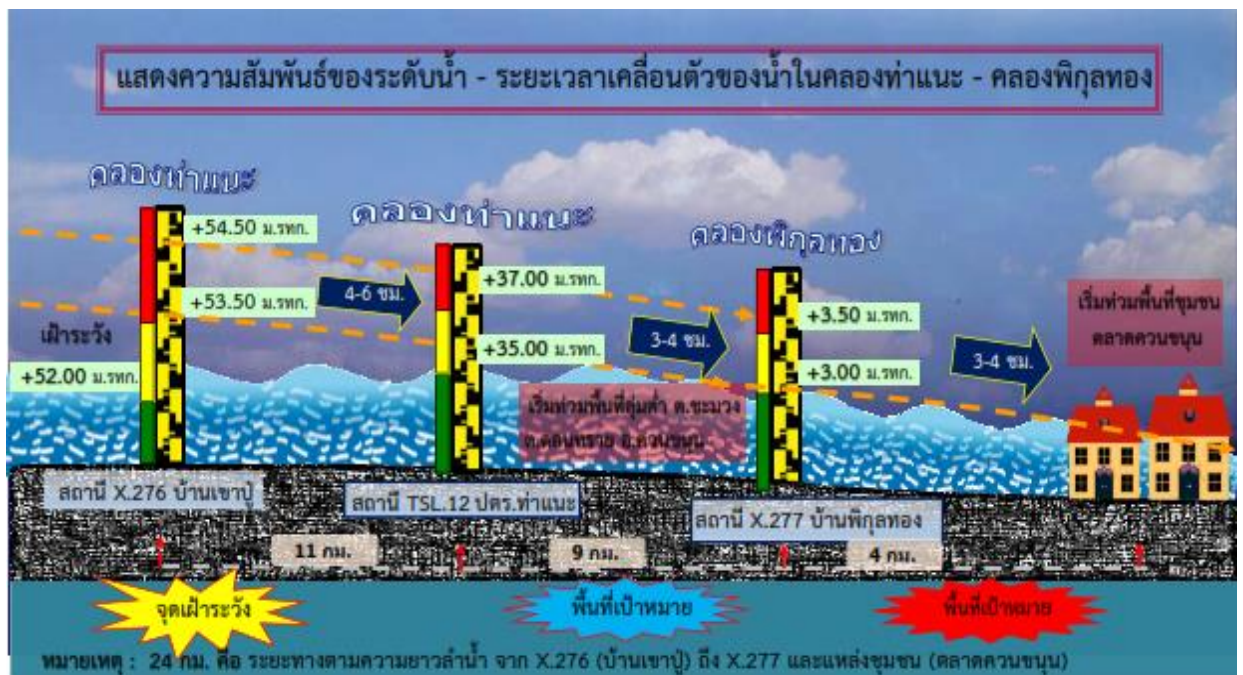 แสดงความสัมพันธ์ของระดับน้ำ - ระยะเวลาเคลื่อนตัวของน้ำในคลองท่าแนะ - คลองพิกุลทอง
คลองท่าแนะ
คลองท่าแนะ
คลองพิกุลทอง
+54.50 ม.รทก.
+37.00 ม.รทก.
+53.50 ม.รทก.
4-6 ชม.
+3.50 ม.รทก.
เริ่มท่วมพื้นที่ชุมชน
ตลาดควนขนุน
เฝ้าระวัง
+35.00 ม.รทก.
3-4 ชม.
3-4 ชม.
+52.00 ม.รทก.
+3.00 ม.รทก.
เริ่มท่วมพื้นที่ลุ่มต่ำ ต.ชะมวง
ต.ดอนทราย อ.ควนขนุน
สถานี X.276 บ้านเขาปู่
สถานี TSL.12 ปตร.ท่าแนะ
สถานี X.277 บ้านพิกุลทอง
11 กม.
9 กม.
4 กม.
จุดเฝ้าระวัง
พื้นที่เป้าหมาย
พื้นที่เป้าหมาย
หมายเหตุ : 24 กม. คือ ระยะทางตามความยาวลำน้ำ จาก X.276 (บ้านเขาปู่) ถึง X.277 และแหล่งชุมชน (ตลาดควนขนุน)